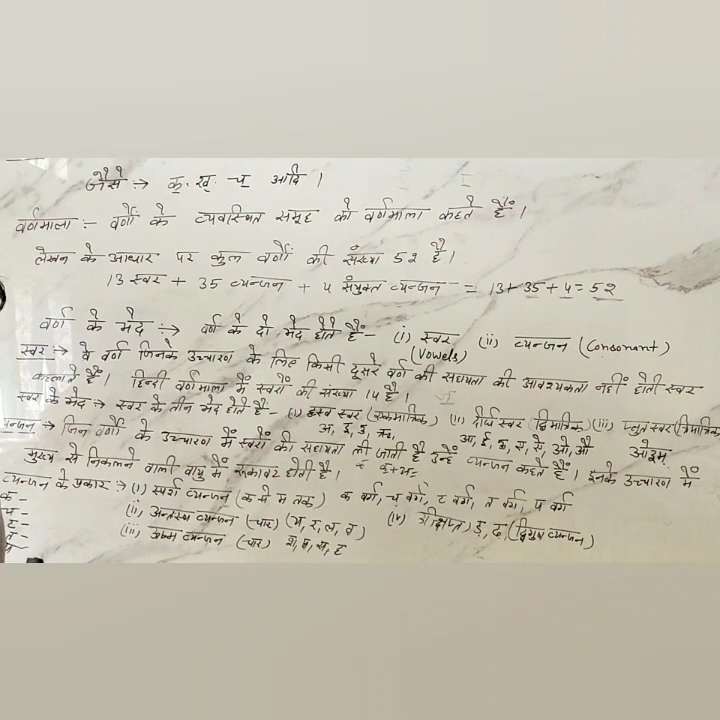 जैसे → क, ख, च आदि ।
वर्णमाला :- वर्णों के व्यवस्थित समूह को वर्णमाला कहते हैं ।
लेखन के आधार पर कुल वर्णों की संख्या 52 है ।
13 स्वर + 35 व्यन्जन + 4 संयुक्त व्यन्जन = 13+35+4=52
वर्ण के भेद :→ वर्ण के दो भेद होते हैं- (i) स्वर (Vowels) (ii) व्यन्जन (Consonant)
स्वर :→ वे वर्ण जिनके उच्चारण के लिए किसी दूसरे वर्ण की सहायता की आवश्यकता नहीं होती स्वर
कहलाते हैं। हिन्दी वर्णमाला में स्वरों की संख्या 14 है ।
स्वर के भेद :→ स्वर के तीन भेद होते हैं- (i) ह्रस्व स्वर (एकमात्रिक) (ii) दीर्घ स्वर (द्विमात्रिक) (iii) प्लुत स्वर (त्रिमात्रिक
अ, इ, उ, ऋ, आ, ई, ऊ, ए, ऐ, ओ, औ ओइम्
व्यन्जन → जिन वर्णों के उच्चारण में स्वरों की सहायता ली जाती है उन्हें व्यन्जन कहते हैं। इनके उच्चारण में
मुख से निकलने वाली वायु में रूकावट होती है।
व्यन्जन के प्रकार :→ (i) स्पर्श व्यन्जन (क से म तक) क वर्ग, च वर्ग, ट वर्ग, त वर्ग, प वर्ग
क- (ii) अन्तस्थ व्यन्जन (चार) (य, र, ल, व) (iv) ड़, ढ़, (द्विगुण व्यन्जन)
च- (iii) ऊष्म व्यन्जन (चार) श, ष, स, ह
ट-
त-